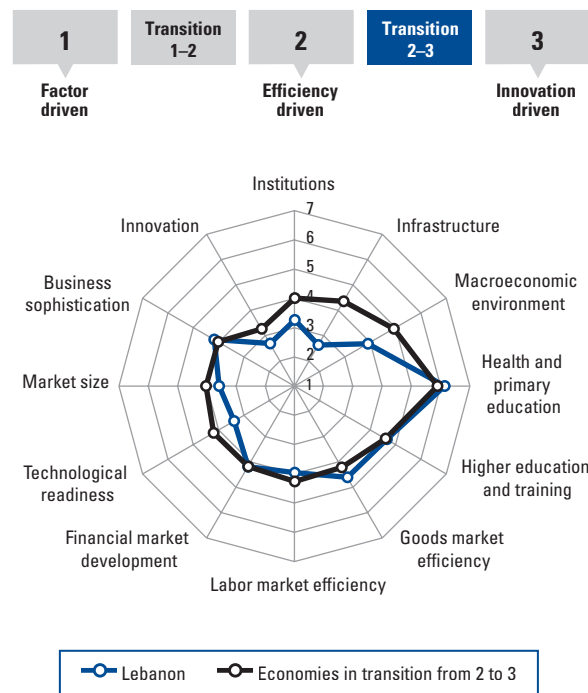 1
Transition
1–2
2
Transition
2–3
3
Factor
driven
Efficiency
driven
Innovation
driven
Institutions
Innovation
Infrastructure
Business
sophistication
Macroeconomic
environment
Market size
Health and
primary
education
Technological
readiness
Higher education
and training
Financial market
development
Goods market
efficiency
Labor market efficiency
7
6
5
4
3
2
1
Lebanon
Economies in transition from 2 to 3